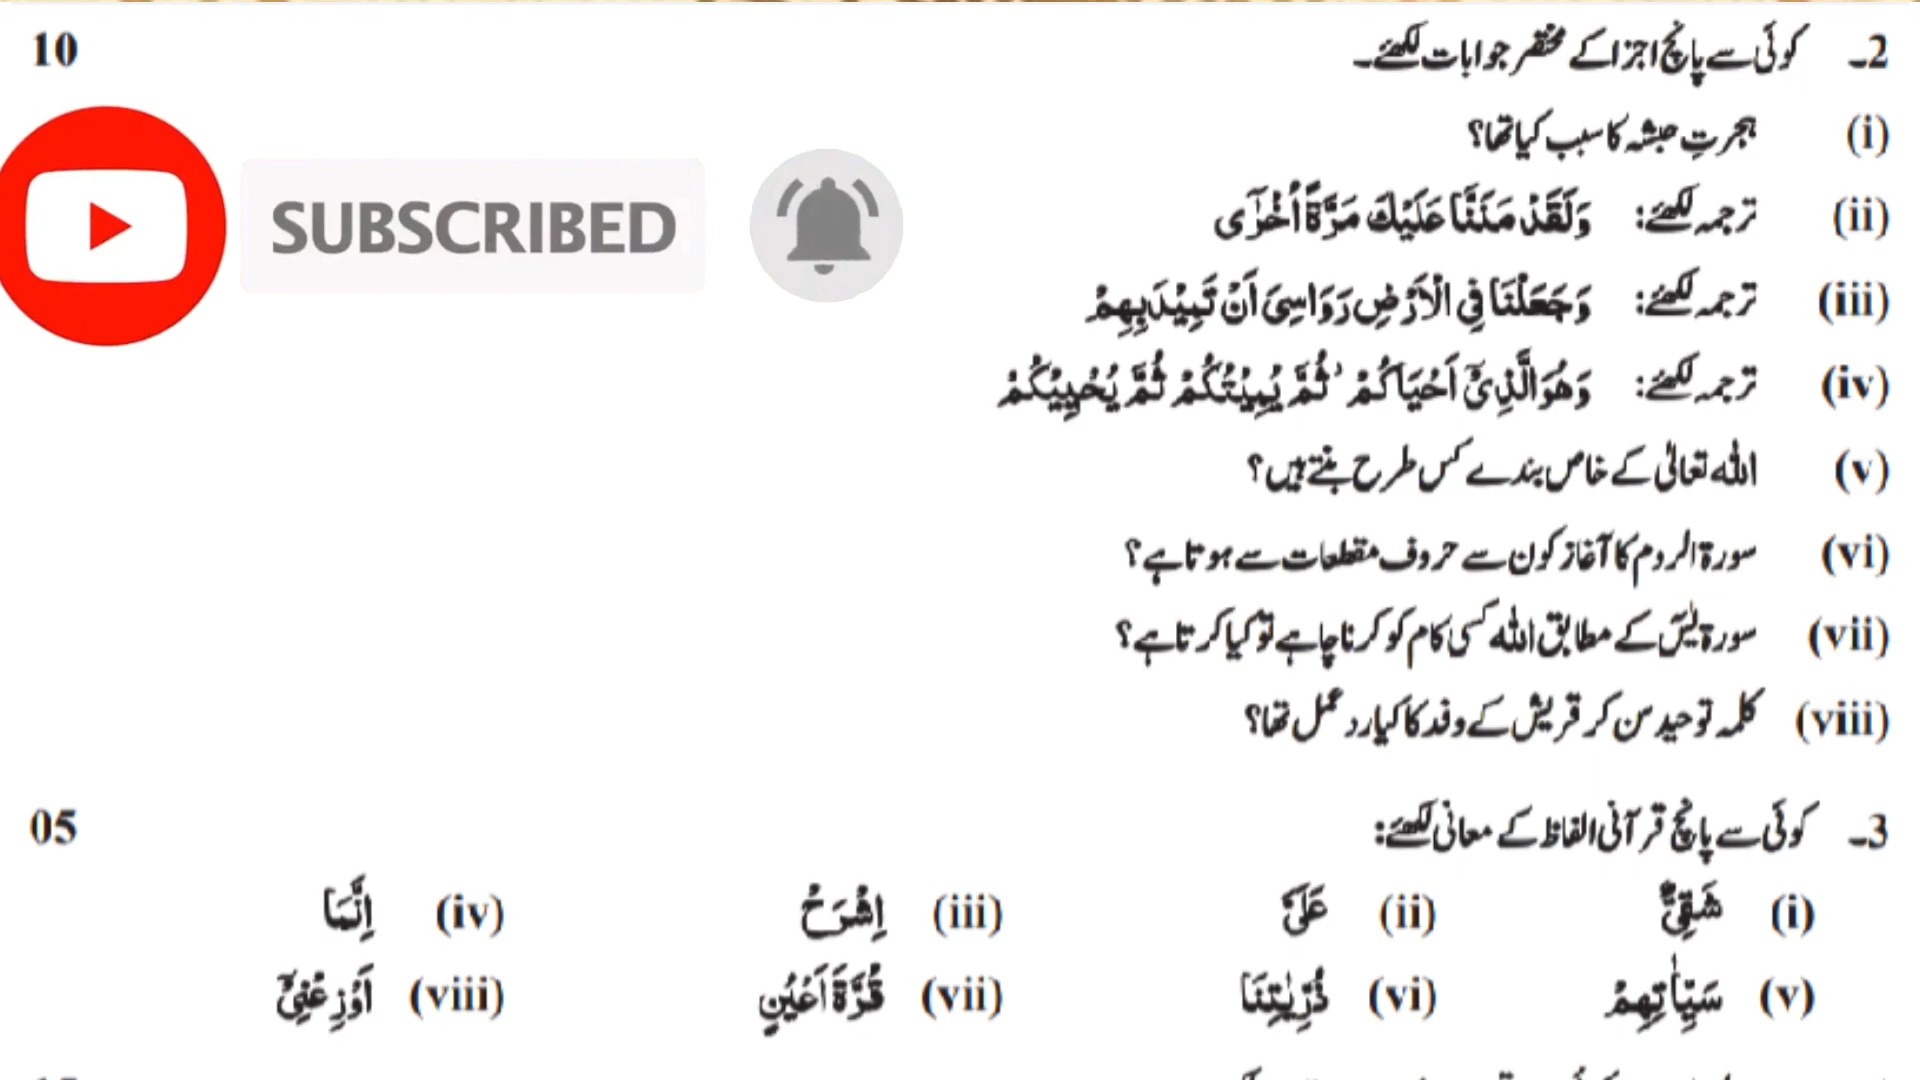 2۔ کوئی سے پانچ اجزا کے مختصر جوابات لکھئے۔ 10
(i) ہجرتِ حبشہ کا سبب کیا تھا؟
SUBSCRIBED
(ii) ترجمہ لکھئے: وَلَقَدْ مَنَنَّا عَلَيْكَ مَرَّةً اُخْرٰٓى
(iii) ترجمہ لکھئے: وَجَعَلْنَا فِي الْاَرْضِ رَوَاسِيَ اَنْ تَمِيْدَ بِهِمْ
(iv) ترجمہ لکھئے: وَهُوَ الَّذِيْٓ اَحْيَاكُمْ ۡ ثُمَّ يُمِيْتُكُمْ ثُمَّ يُحْيِيْكُمْ
(v) اللہ تعالیٰ کے خاص بندے کس طرح بنتے ہیں؟
(vi) سورۃ الروم کا آغاز کون سے حروف مقطعات سے ہوتا ہے؟
(vii) سورۃ یٰسٓ کے مطابق اللہ کسی کام کو کرنا چاہے تو کیا کرتا ہے؟
(viii) کلمہ توحید سن کر قریش کے وفد کا کیا رد عمل تھا؟
3۔ کوئی سے پانچ قرآنی الفاظ کے معانی لکھئے: 05
(i) شَقِيٌّ (ii) عَلَيَّ (iii) اِشْرَحْ (iv) اِنَّمَا
(v) سَيِّاٰتِهِمْ (vi) ذُرِّيّٰتِنَا (vii) قُرَّةَ اَعْيُنٍ (viii) اَوْزِعْنِيْٓ